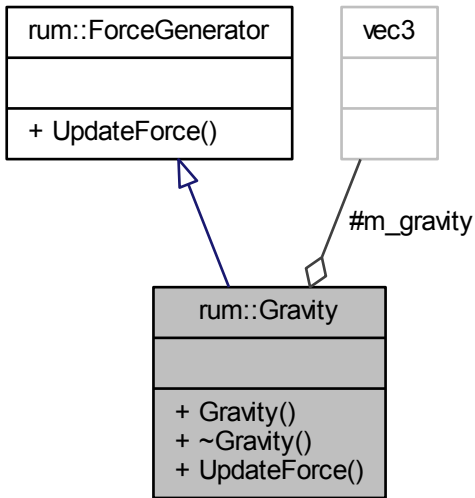 rum::ForceGenerator
+ UpdateForce()
vec3
#m_gravity
rum::Gravity
+ Gravity()
+ ~Gravity()
+ UpdateForce()